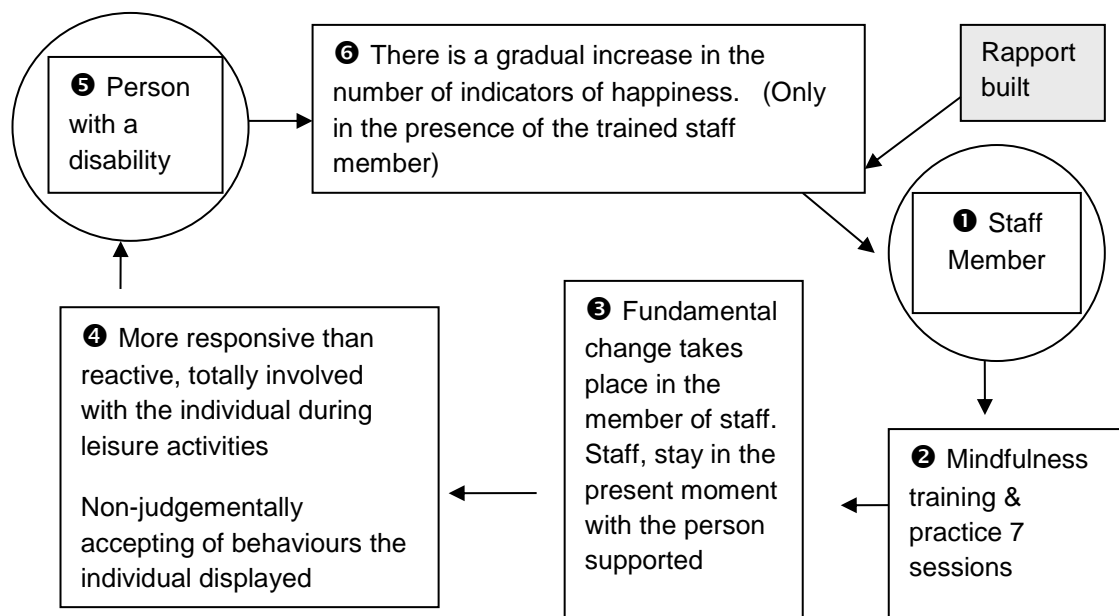 ❺ Person
with a
disability
❻ There is a gradual increase in the
number of indicators of happiness.   (Only
in the presence of the trained staff
member)
Rapport
built
❶ Staff
Member
❷ Mindfulness
training &
practice 7
sessions
❸ Fundamental
change takes
place in the
member of staff.
Staff, stay in the
present moment
with the person
supported
❹ More responsive than
reactive, totally involved
with the individual during
leisure activities
Non-judgementally
accepting of behaviours the
individual displayed